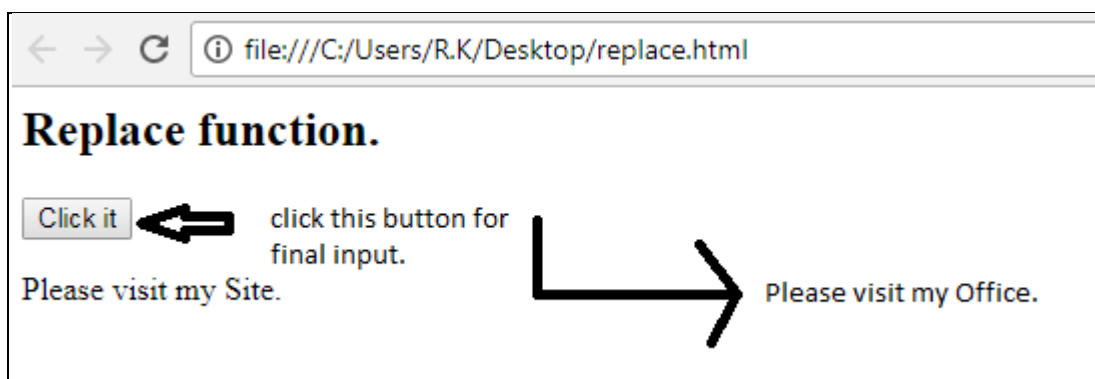 file:///C:/Users/R.K/Desktop/replace.html
Replace function.
Click it
click this button for
final input.
Please visit my Site.
Please visit my Office.